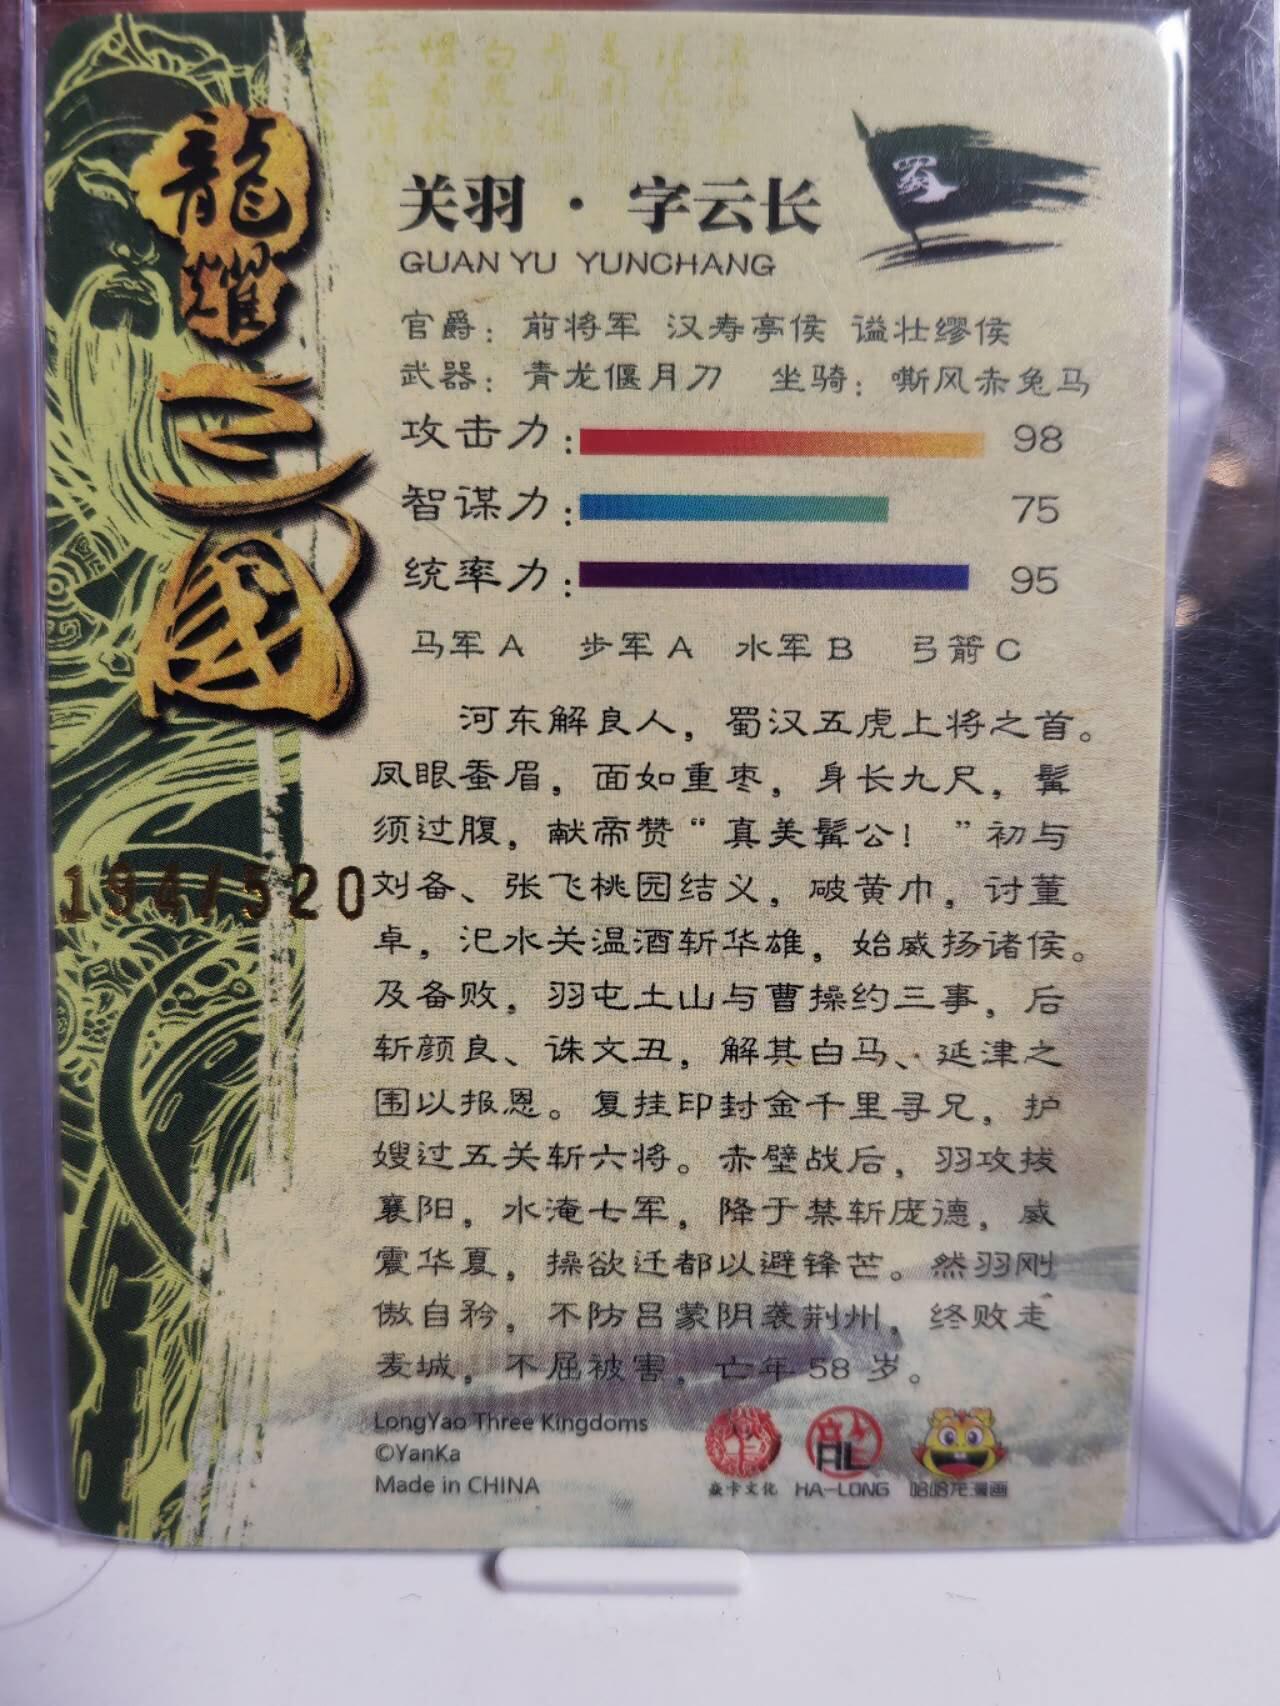 龍耀三國
蜀
关羽·字云长
GUAN YU YUNCHANG
官爵：前将军 汉寿亭侯 谥壮缪侯
武器：青龙偃月刀 坐骑：嘶风赤兔马
攻击力：98
智谋力：75
统率力：95
马军A 步军A 水军B 弓箭C
河东解良人，蜀汉五虎上将之首。
凤眼蚕眉，面如重枣，身长九尺，髯
须过腹，献帝赞“真美髯公！”初与
刘备、张飞桃园结义，破黄巾，讨董
卓，汜水关温酒斩华雄，始威扬诸侯。
及备败，羽屯土山与曹操约三事，后
斩颜良、诛文丑，解其白马、延津之
围以报恩。复挂印封金千里寻兄，护
嫂过五关斩六将。赤壁战后，羽攻拔
襄阳，水淹七军，降于禁斩庞德，威
震华夏，操欲迁都以避锋芒。然羽刚
傲自矜，不防吕蒙阴袭荆州，终败走
麦城，不屈被害，亡年58岁。
194/520
LongYao Three Kingdoms
©YanKa
Made in CHINA
焱卡文化 HA-LONG 哈哈龙漫画